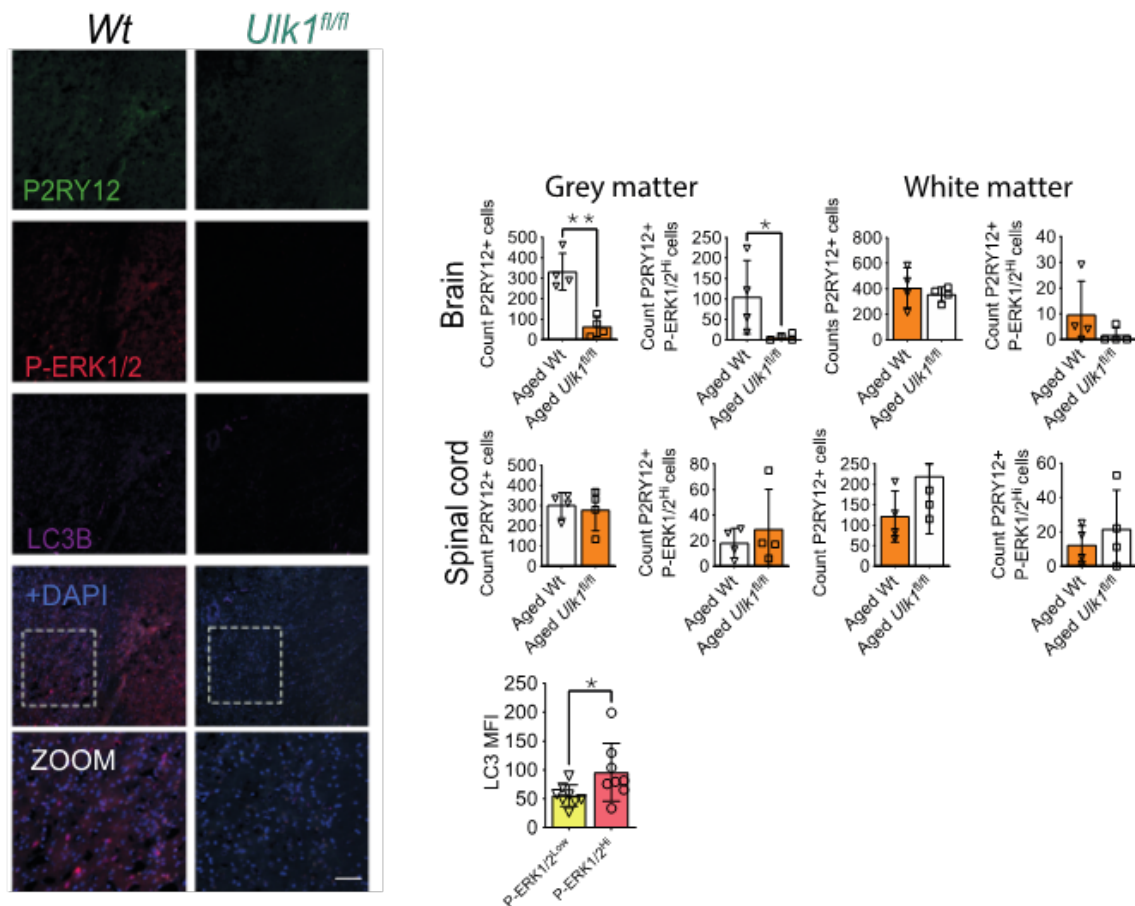 Wt
Ulk1fl/fl
P2RY12
P-ERK1/2
LC3B
+DAPI
ZOOM
Grey matter
White matter
Brain
Count P2RY12+ cells
500
400
300
200
100
0
**
Aged Wt
Aged Ulk1fl/fl
Count P2RY12+
P-ERK1/2Hi cells
250
200
150
100
50
0
*
Aged Wt
Aged Ulk1fl/fl
Counts P2RY12+ cells
800
600
400
200
0
Aged Wt
Aged Ulk1fl/fl
Count P2RY12+
P-ERK1/2Hi cells
40
30
20
10
0
Aged Wt
Aged Ulk1fl/fl
Spinal cord
Count P2RY12+ cells
500
400
300
200
100
0
Aged Wt
Aged Ulk1fl/fl
Count P2RY12+
P-ERK1/2Hi cells
80
60
40
20
0
Aged Wt
Aged Ulk1fl/fl
Count P2RY12+ cells
250
200
150
100
50
0
Aged Wt
Aged Ulk1fl/fl
Count P2RY12+
P-ERK1/2Hi cells
60
40
20
0
Aged Wt
Aged Ulk1fl/fl
LC3 MFI
250
200
150
100
50
0
*
P-ERK1/2Low
P-ERK1/2Hi